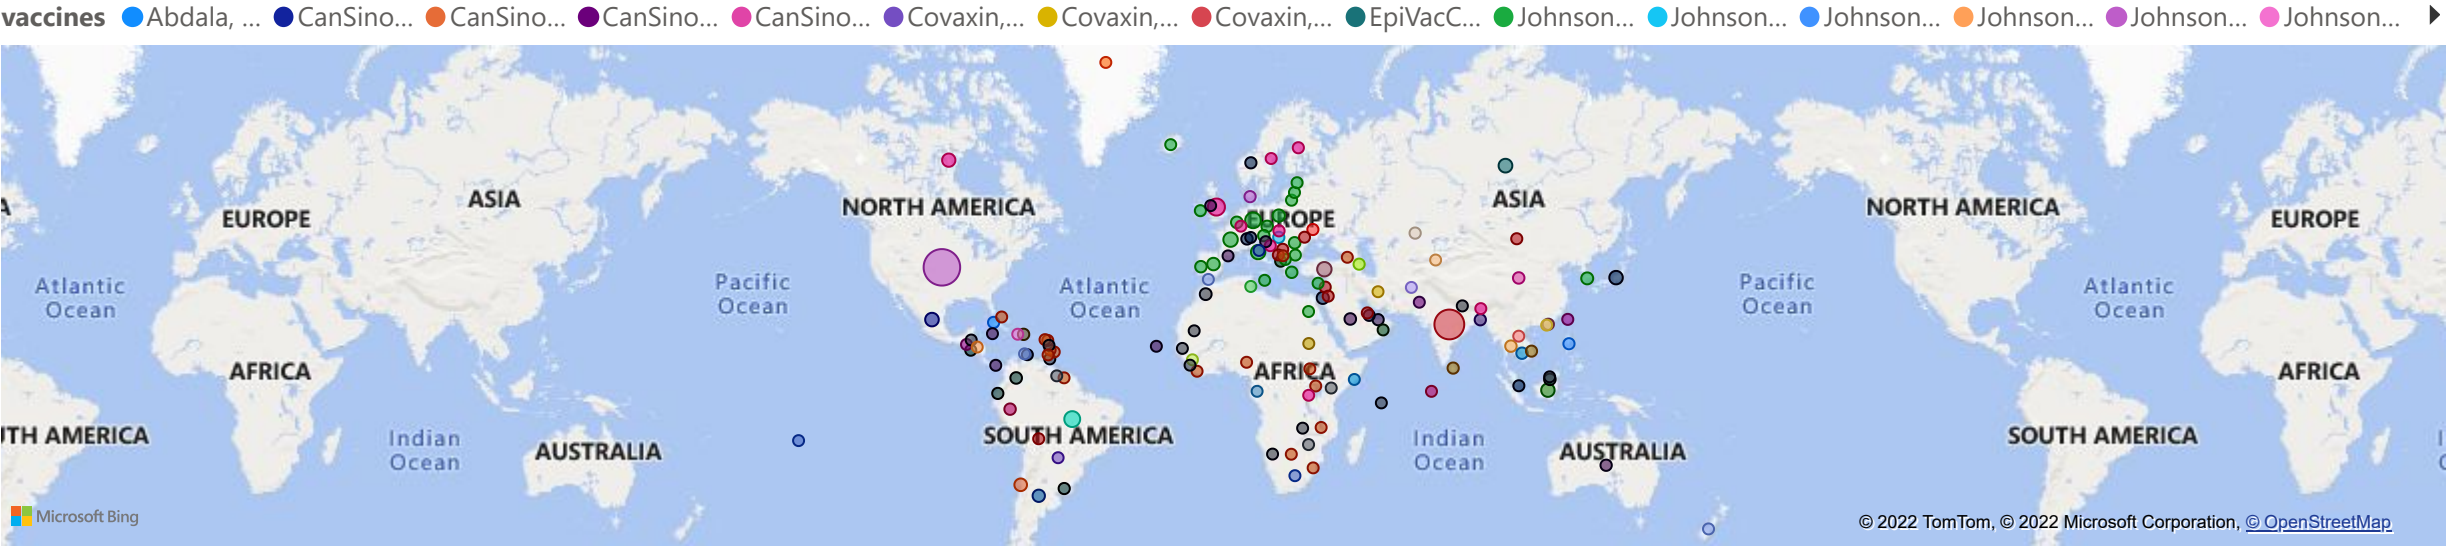 vaccines Abdala, ... CanSino... CanSino... CanSino... CanSino... Covaxin,... Covaxin,... Covaxin,... EpiVacC... Johnson... Johnson... Johnson... Johnson... Johnson... Johnson...
ASIA
EUROPE
NORTH AMERICA
EUROPE
ASIA
NORTH AMERICA
EUROPE
Atlantic
Ocean
Pacific
Ocean
Atlantic
Ocean
Pacific
Ocean
Atlantic
Ocean
AFRICA
AFRICA
AFRICA
UTH AMERICA
Indian
Ocean
AUSTRALIA
SOUTH AMERICA
Indian
Ocean
AUSTRALIA
SOUTH AMERICA
Microsoft Bing
© 2022 TomTom, © 2022 Microsoft Corporation, © OpenStreetMap